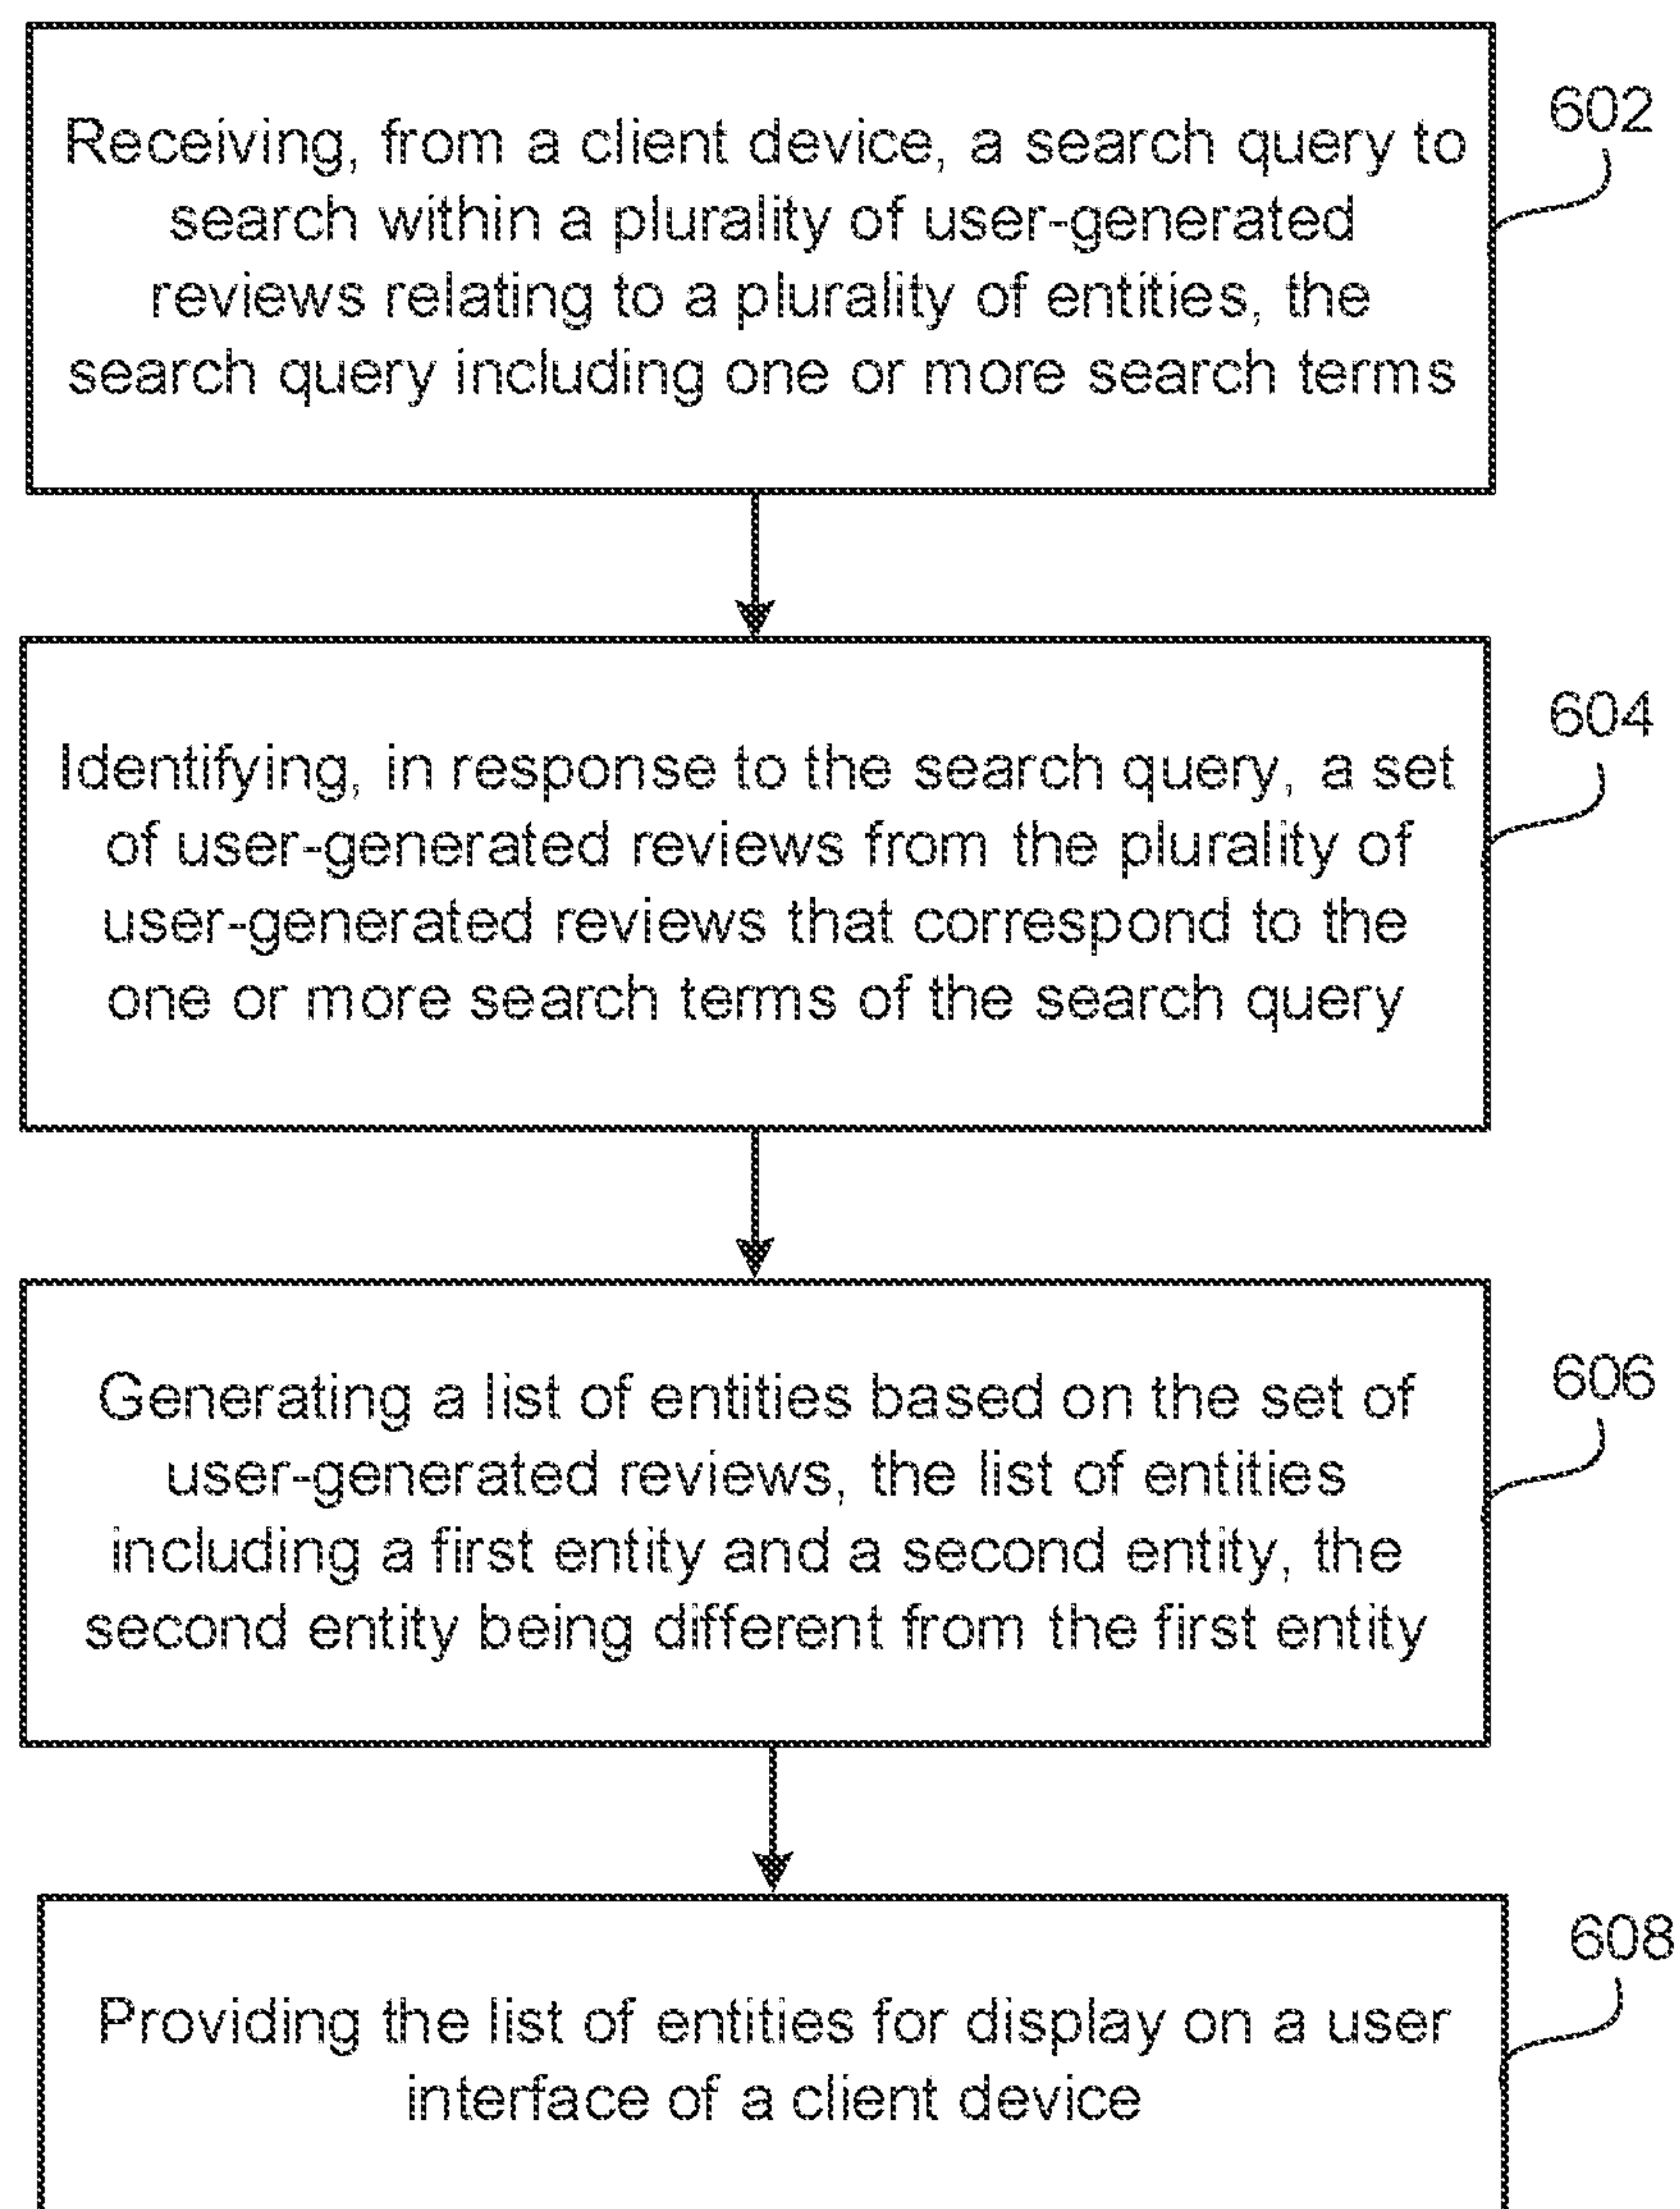 Receiving, from a client device, a search query to
search within a plurality of user-generated
reviews relating to a plurality of entities, the
search query including one or more search terms
602
Identifying, in response to the search query, a set
of user-generated reviews from the plurality of
user-generated reviews that correspond to the
one or more search terms of the search query
604
Generating a list of entities based on the set of
user-generated reviews, the list of entities
including a first entity and a second entity, the
second entity being different from the first entity
606
Providing the list of entities for display on a user
interface of a client device
608